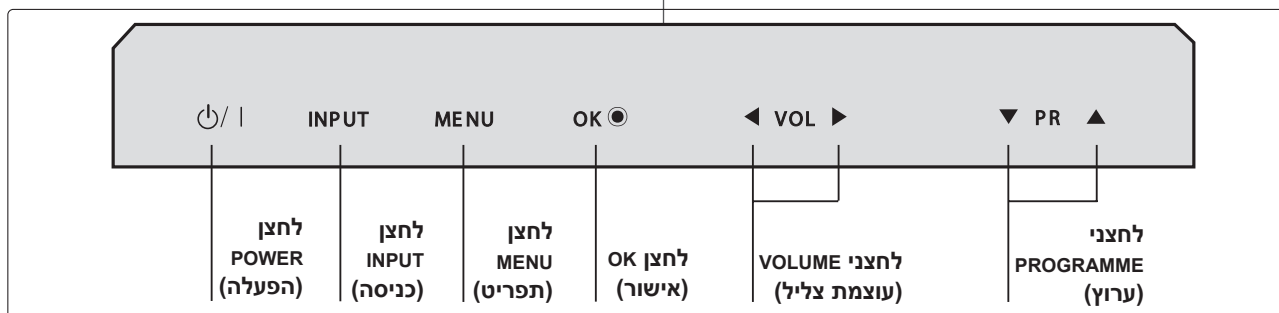 ⏻/ I INPUT MENU OK◉ ◀ VOL ▶ ▼ PR ▲
לחצן
POWER
(הפעלה)
לחצן
INPUT
(כניסה)
לחצן
MENU
(תפריט)
לחצן OK
(אישור)
לחצני VOLUME
(עוצמת צליל)
לחצני
PROGRAMME
(ערוץ)